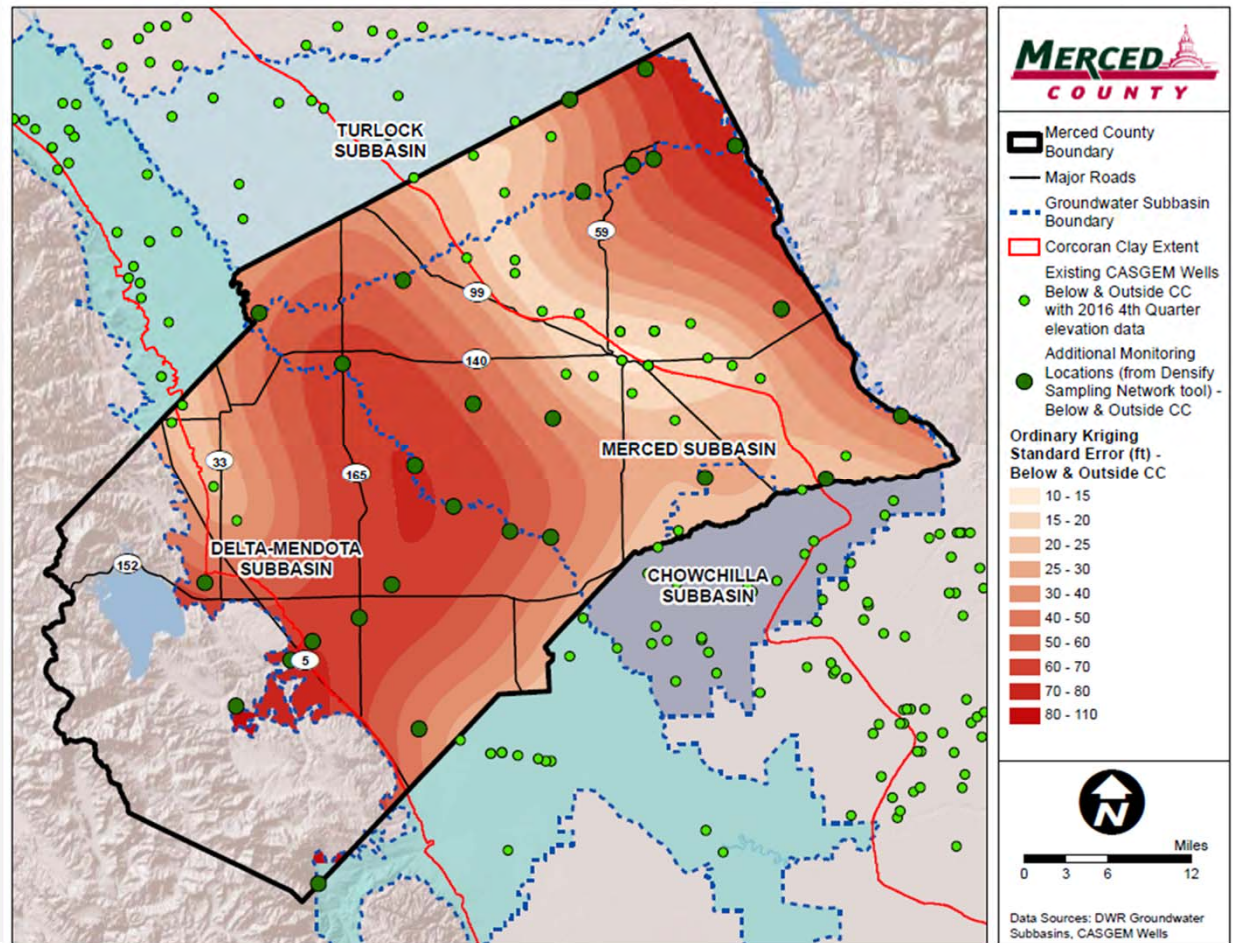 TURLOCK
SUBBASIN
59
99
140
MERCED SUBBASIN
33
165
DELTA-MENDOTA
SUBBASIN
152
CHOWCHILLA
SUBBASIN
5
MERCED
COUNTY
Merced County
Boundary
Major Roads
Groundwater Subbasin
Boundary
Corcoran Clay Extent
Existing CASGEM Wells
Below & Outside CC
with 2016 4th Quarter
elevation data
Additional Monitoring
Locations (from Densify
Sampling Network tool) -
Below & Outside CC
Ordinary Kriging
Standard Error (ft) -
Below & Outside CC
10 - 15
15 - 20
20 - 25
25 - 30
30 - 40
40 - 50
50 - 60
60 - 70
70 - 80
80 - 110
N
Miles
0 3 6 12
Data Sources: DWR Groundwater
Subbasins, CASGEM Wells